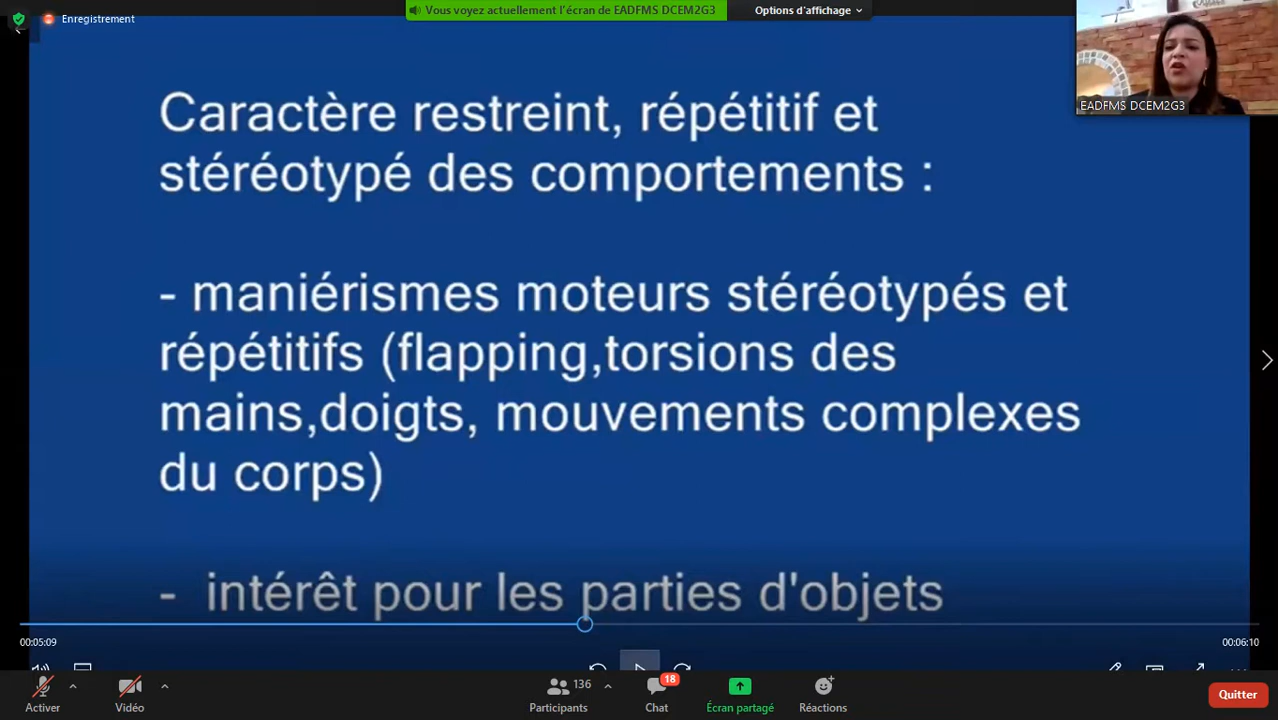 Enregistrement
Vous voyez actuellement l'écran de EADFMS DCEM2G3
Options d'affichage
EADFMS DCEM2G3
Caractère restreint, répétitif et
stéréotypé des comportements :
- maniérismes moteurs stéréotypés et
répétitifs (flapping,torsions des
mains,doigts, mouvements complexes
du corps)
- intérêt pour les parties d'objets
00:05:09
00:06:10
Activer
Vidéo
136
Participants
18
Chat
Écran partagé
Réactions
Quitter